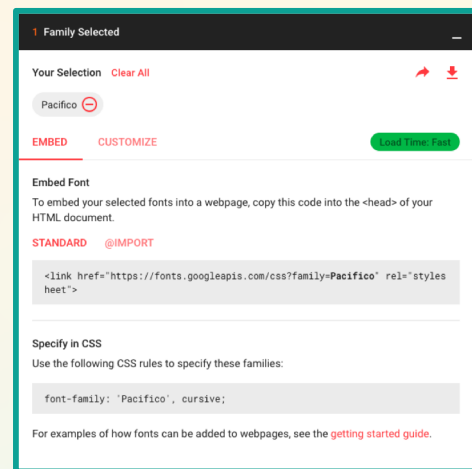 1 Family Selected
Your Selection Clear All
Pacifico
EMBED CUSTOMIZE Load Time: Fast
Embed Font
To embed your selected fonts into a webpage, copy this code into the <head> of your
HTML document.
STANDARD @IMPORT
<link href="https://fonts.googleapis.com/css?family=Pacifico" rel="styles
heet">
Specify in CSS
Use the following CSS rules to specify these families:
font-family: 'Pacifico', cursive;
For examples of how fonts can be added to webpages, see the getting started guide.